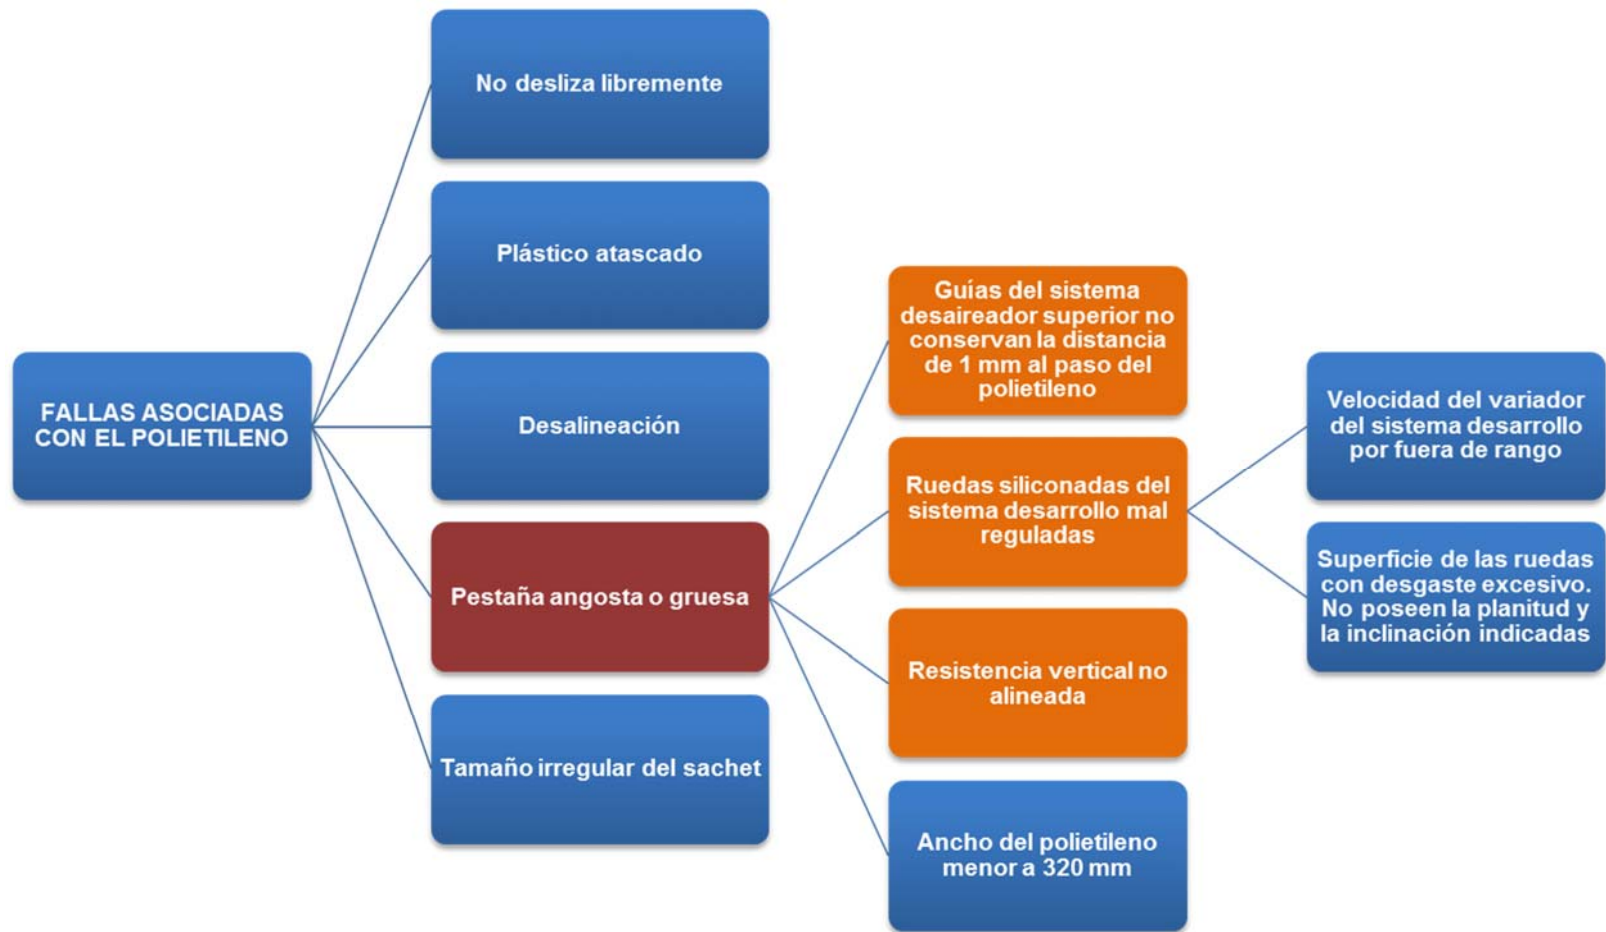 FALLAS ASOCIADAS
CON EL POLIETILENO
No desliza libremente
Plástico atascado
Desalineación
Pestaña angosta o gruesa
Tamaño irregular del sachet
Guías del sistema
desaireador superior no
conservan la distancia
de 1 mm al paso del
polietileno
Ruedas siliconadas del
sistema desarrollo mal
reguladas
Resistencia vertical no
alineada
Ancho del polietileno
menor a 320 mm
Velocidad del variador
del sistema desarrollo
por fuera de rango
Superficie de las ruedas
con desgaste excesivo.
No poseen la planitud y
la inclinación indicadas